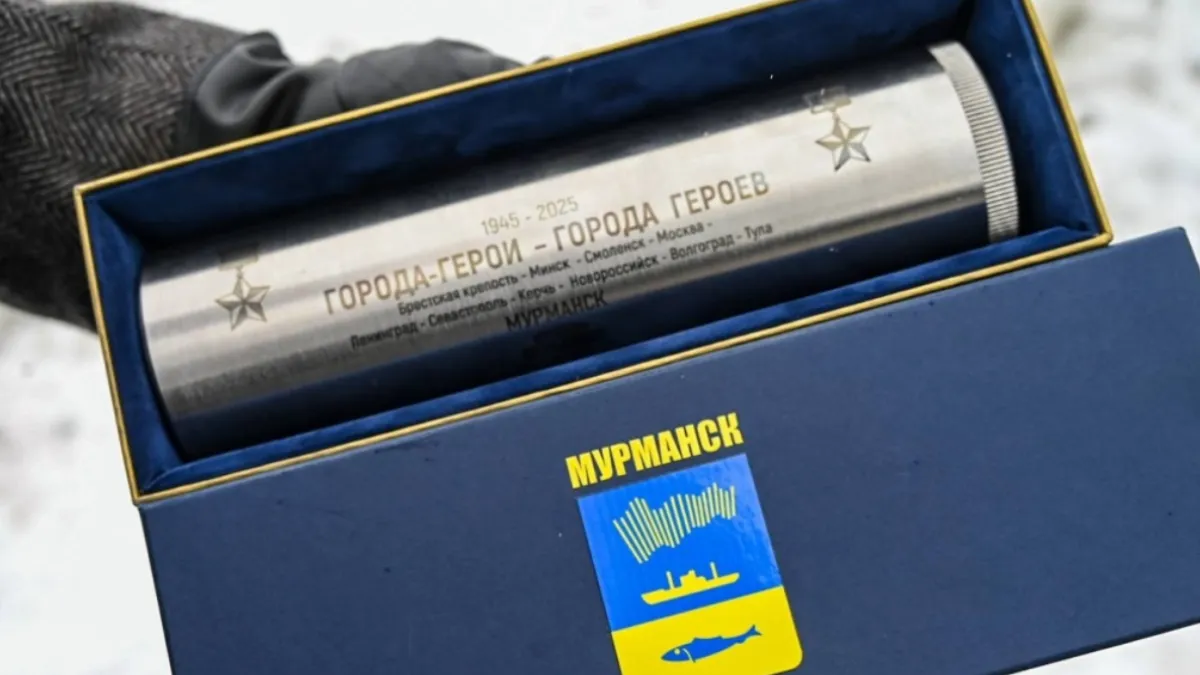 1945 - 2025
ГОРОДА-ГЕРОИ - ГОРОДА ГЕРОЕВ
Брестская крепость - Минск - Смоленск - Москва -
Ленинград - Севастополь - Керчь - Новороссийск - Волгоград - Тула
МУРМАНСК
МУРМАНСК